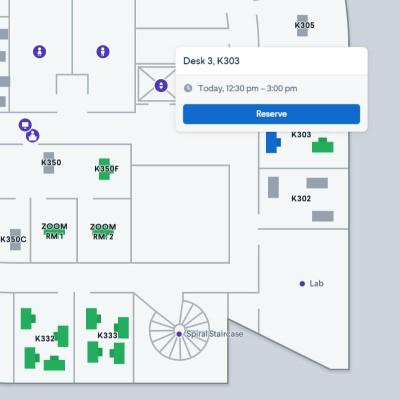 K305
Desk 3, K303
Today, 12:30 pm – 3:00 pm
Reserve
K303
K350
K350F
K302
K350C
ZOOM
RM 1
ZOOM
RM 2
Lab
K332
K333
Spiral Staircase